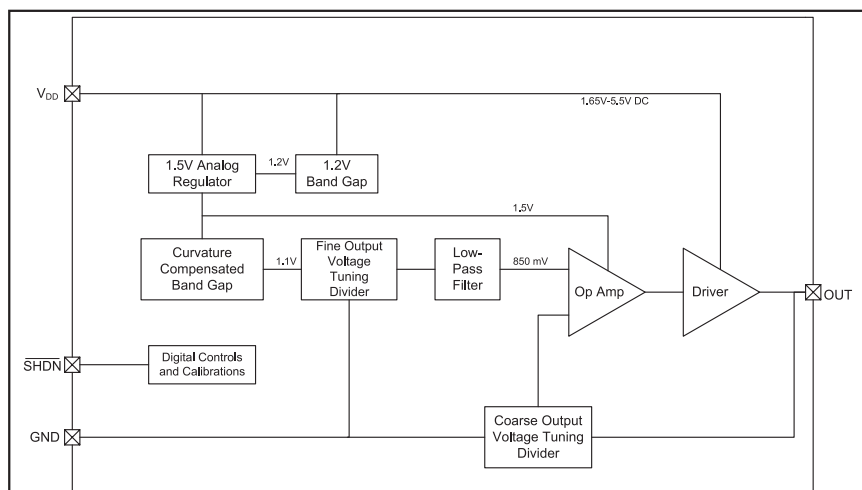 V_DD
1.65V-5.5V DC
1.5V Analog
Regulator
1.2V
1.2V
Band Gap
1.5V
Curvature
Compensated
Band Gap
1.1V
Fine Output
Voltage
Tuning
Divider
Low-
Pass
Filter
850 mV
Op Amp
Driver
OUT
SHDN
Digital Controls
and Calibrations
GND
Coarse Output
Voltage Tuning
Divider